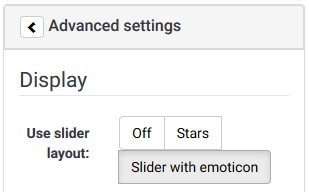 Advanced settings
Display
Use slider Off Stars
layout:
Slider with emoticon